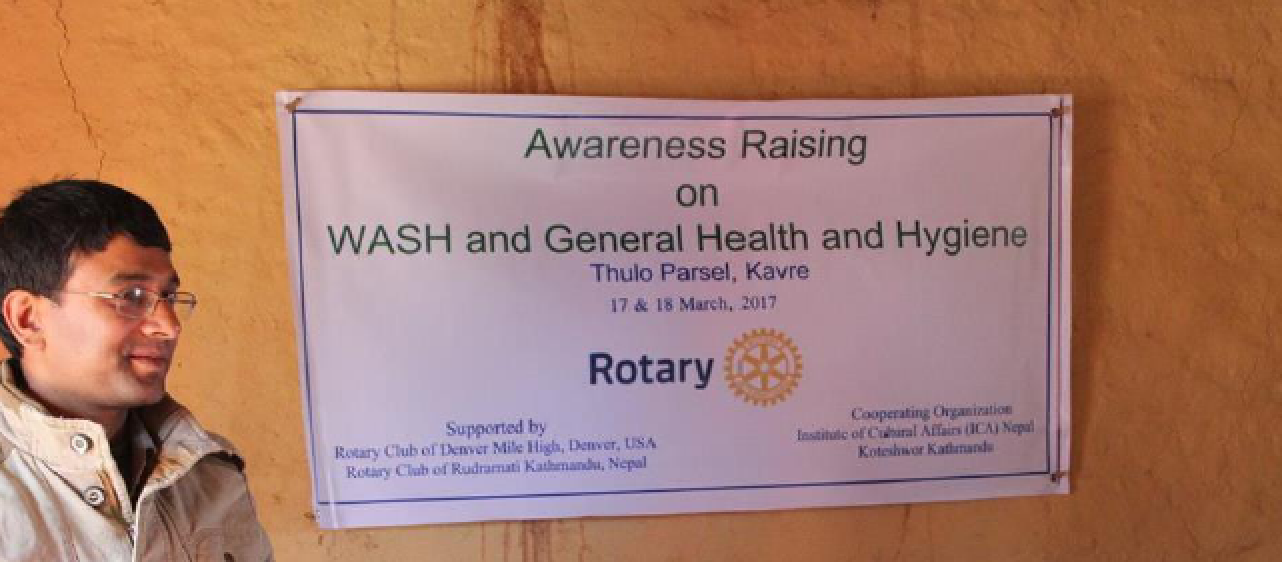 Awareness Raising
on
WASH and General Health and Hygiene
Thulo Parsel, Kavre
17 & 18 March, 2017
Rotary
Supported by
Rotary Club of Denver Mile High, Denver, USA
Rotary Club of Rudramati Kathmandu, Nepal
Cooperating Organization
Institute of Cultural Affairs (ICA) Nepal
Koteshwor Kathmandu